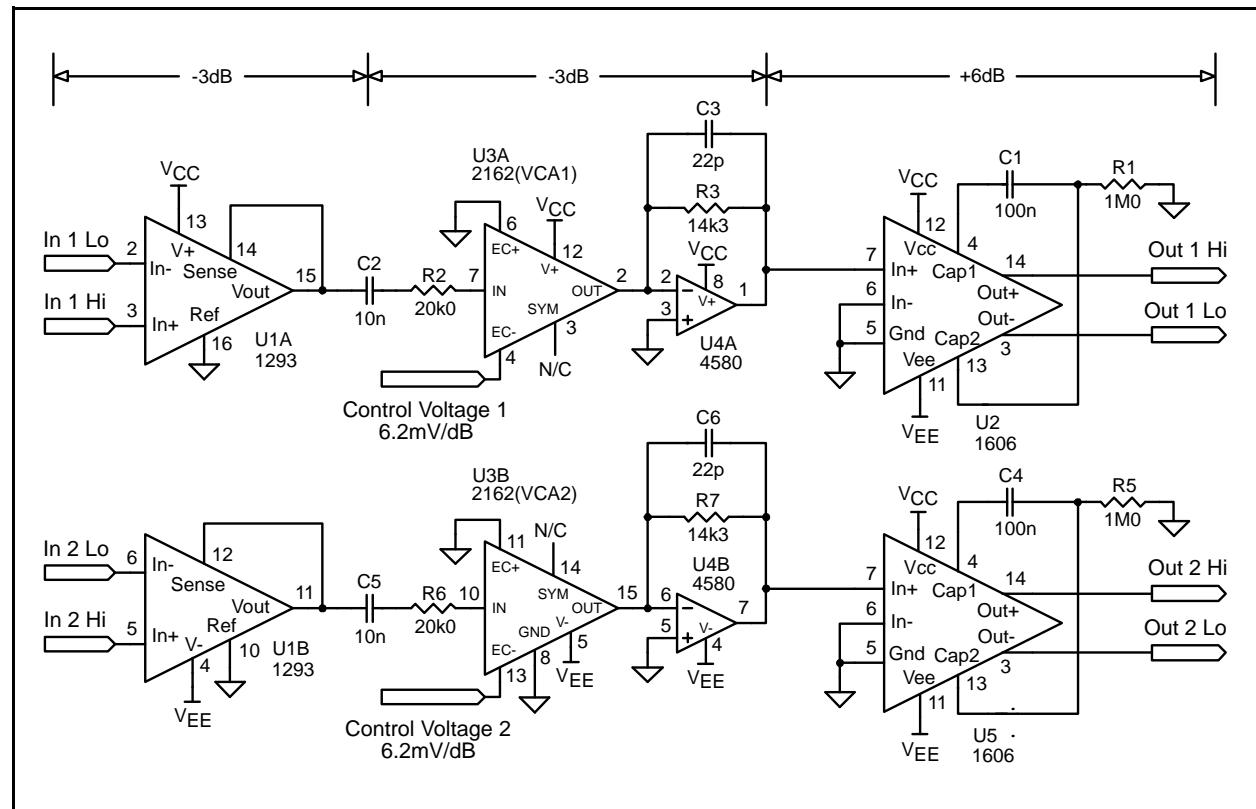 -3dB
-3dB
+6dB
C3
22p
R3
14k3
U3A
2162(VCA1)
VCC
13
V+
14
Sense
In 1 Lo
2
In-
Vout
15
In 1 Hi
3
In+
Ref
16
U1A
1293
C2
10n
R2
20k0
6
EC+
VCC
12
V+
7
IN
OUT
2
SYM
3
N/C
EC-
4
Control Voltage 1
6.2mV/dB
VCC
8
V+
2
3
1
U4A
4580
VCC
12
Vcc
C1
100n
R1
1M0
4
Cap1
7
In+
6
In-
5
Gnd
14
Out+
Out-
3
Cap2
13
Vee
11
VEE
U2
1606
Out 1 Hi
Out 1 Lo
C6
22p
R7
14k3
U3B
2162(VCA2)
12
Sense
In 2 Lo
6
In-
Vout
11
In 2 Hi
5
In+
Ref
10
V-
4
VEE
U1B
1293
C5
10n
R6
20k0
11
EC+
N/C
14
SYM
10
IN
OUT
15
V-
5
VEE
GND
8
EC-
13
Control Voltage 2
6.2mV/dB
U4B
4580
6
5
7
V-
4
VEE
VCC
12
Vcc
C4
100n
R5
1M0
4
Cap1
7
In+
6
In-
5
Gnd
14
Out+
Out-
3
Cap2
13
Vee
11
VEE
U5
1606
Out 2 Hi
Out 2 Lo